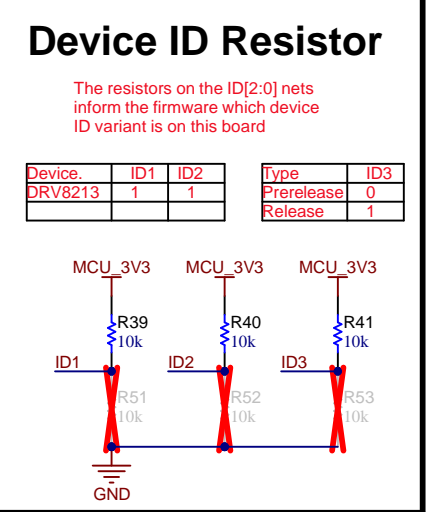 Device ID Resistor
The resistors on the ID[2:0] nets
inform the firmware which device
ID variant is on this board
Device. ID1 ID2
DRV8213 1 1
Type ID3
Prerelease 0
Release 1
MCU_3V3 MCU_3V3 MCU_3V3
R39 R40 R41
10k 10k 10k
ID1 ID2 ID3
R51 R52 R53
10k 10k 10k
GND